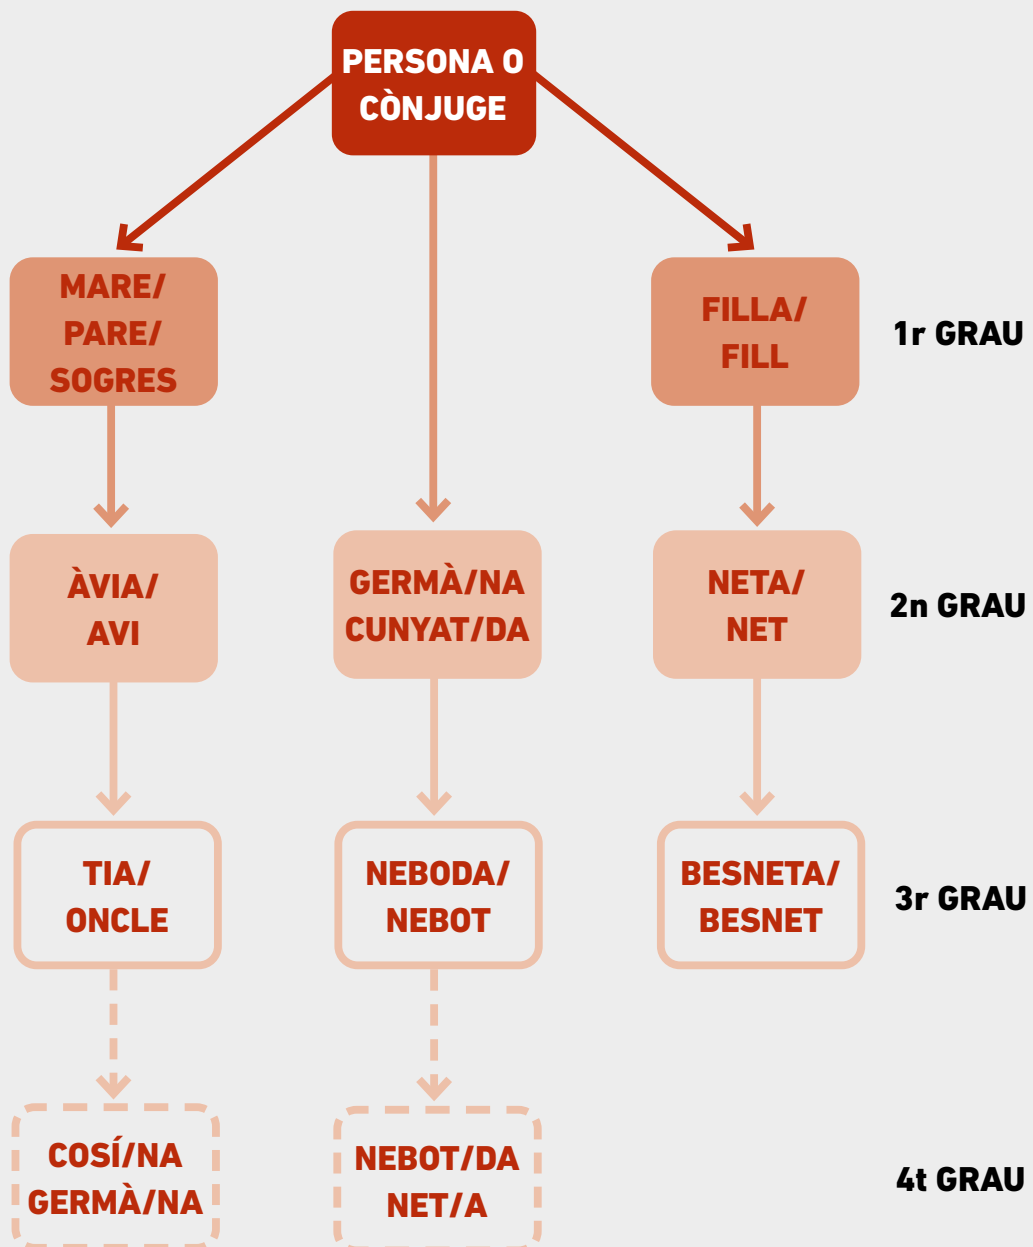 PERSONA O
CÒNJUGE
MARE/
PARE/
SOGRES
FILLA/
FILL
1r GRAU
ÀVIA/
AVI
GERMÀ/NA
CUNYAT/DA
NETA/
NET
2n GRAU
TIA/
ONCLE
NEBODA/
NEBOT
BESNETA/
BESNET
3r GRAU
COSÍ/NA
GERMÀ/NA
NEBOT/DA
NET/A
4t GRAU